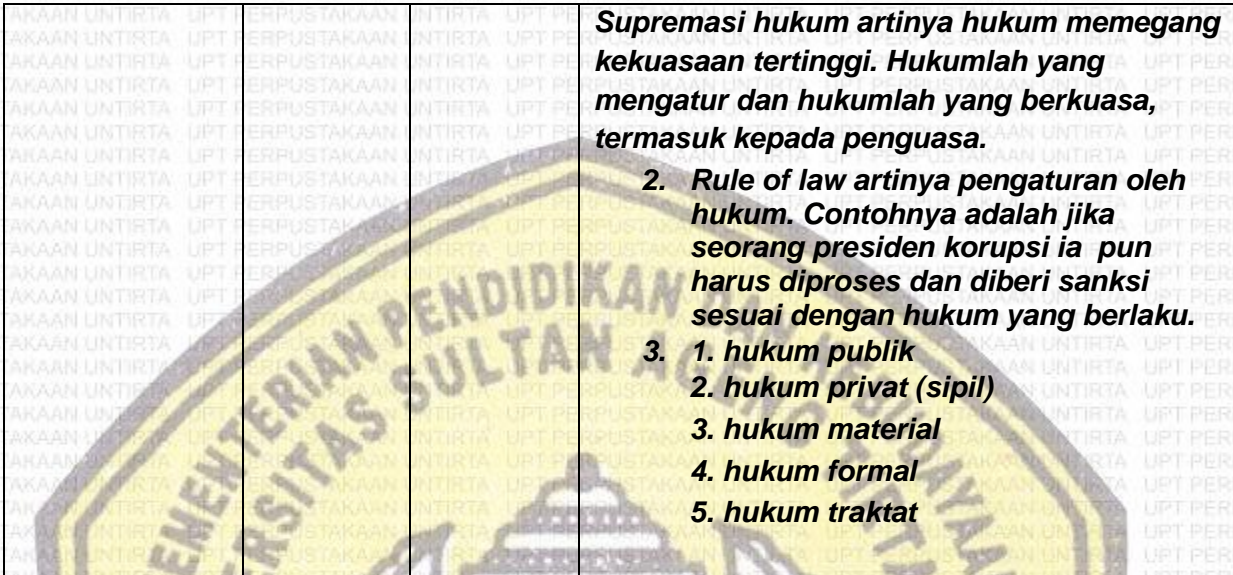 Supremasi hukum artinya hukum memegang
kekuasaan tertinggi. Hukumlah yang
mengatur dan hukumlah yang berkuasa,
termasuk kepada penguasa.
2. Rule of law artinya pengaturan oleh
hukum. Contohnya adalah jika
seorang presiden korupsi ia pun
harus diproses dan diberi sanksi
sesuai dengan hukum yang berlaku.
3. 1. hukum publik
2. hukum privat (sipil)
3. hukum material
4. hukum formal
5. hukum traktat